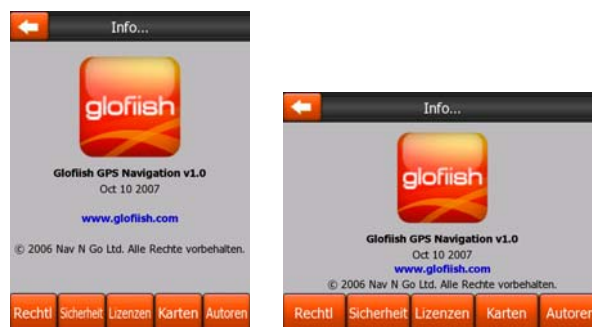 Info...
glofiish
Glofiish GPS Navigation v1.0
Oct 10 2007
www.glofiish.com
© 2006 Nav N Go Ltd. Alle Rechte vorbehalten.
Rechtl Sicherheit Lizenzen Karten Autoren
Info...
glofiish
Glofiish GPS Navigation v1.0
Oct 10 2007
www.glofiish.com
© 2006 Nav N Go Ltd. Alle Rechte vorbehalten.
Rechtl Sicherheit Lizenzen Karten Autoren